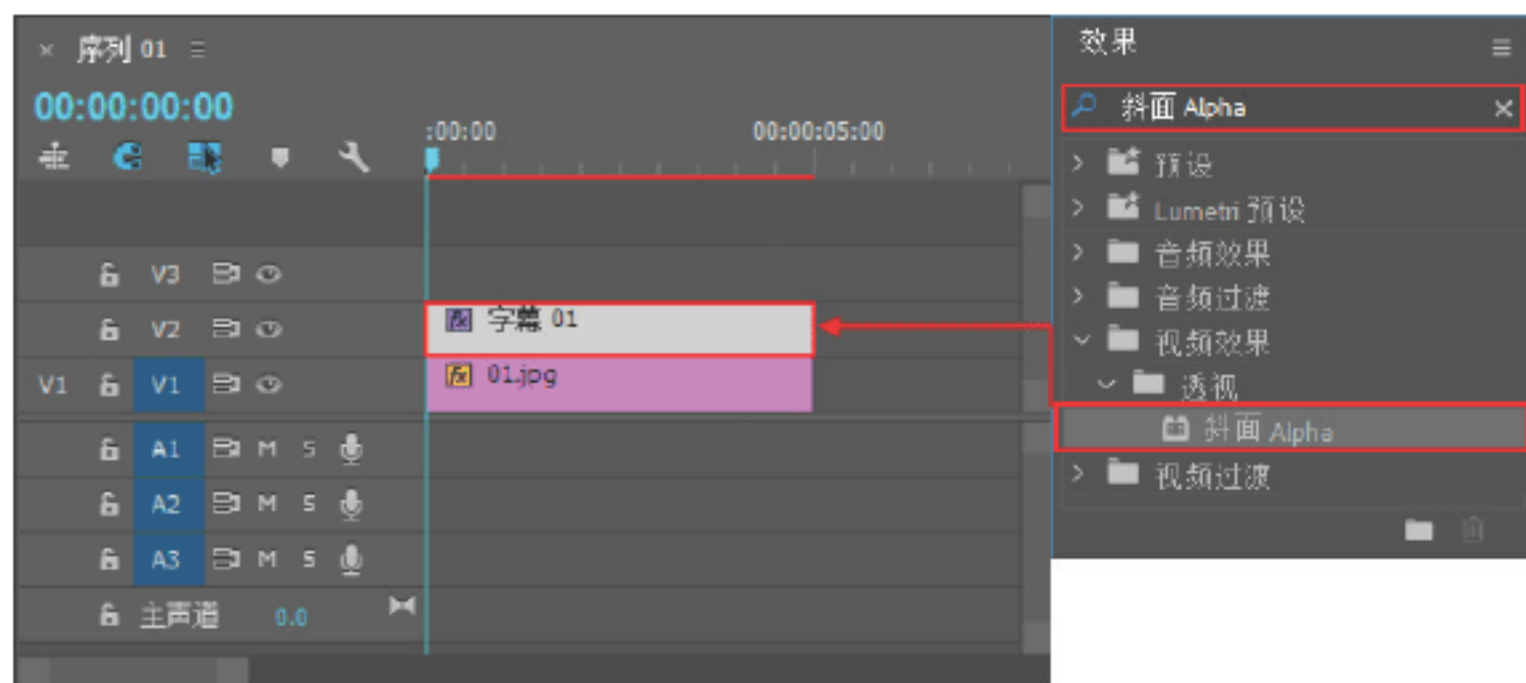 × 序列 01 ≡
00:00:00:00
:00:00 00:00:05:00
V3
V2 fx 字幕 01
V1 V1 fx 01.jpg
A1 M S
A2 M S
A3 M S
主声道 0.0
效果
斜面 Alpha ×
预设
Lumetri 预设
音频效果
音频过渡
视频效果
透视
斜面 Alpha
视频过渡